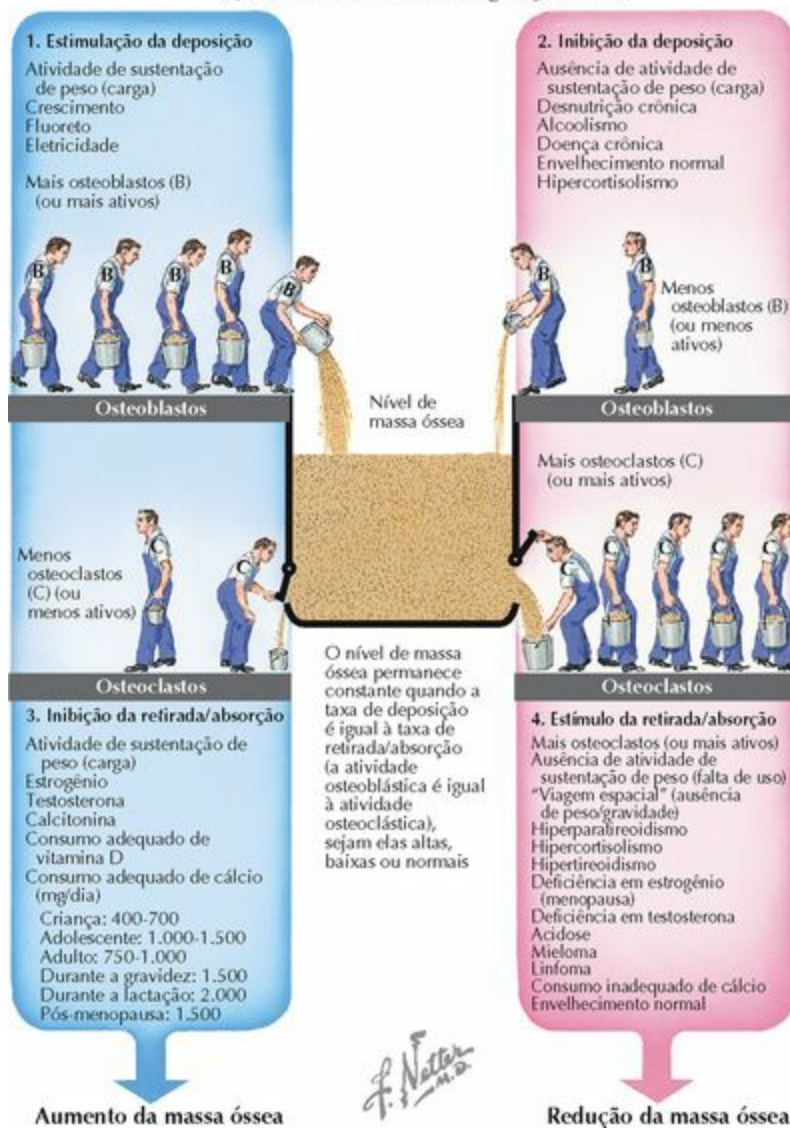 1. Estimulação da deposição
Atividade de sustentação
de peso (carga)
Crescimento
Fluoreto
Eletricidade
Mais osteoblastos (B)
(ou mais ativos)
B
B
B
B
B
Osteoblastos
2. Inibição da deposição
Ausência de atividade de
sustentação de peso (carga)
Desnutrição crônica
Alcoolismo
Doença crônica
Envelhecimento normal
Hipercortisolismo
B
B
Menos
osteoblastos (B)
(ou menos
ativos)
Osteoblastos
Nível de
massa óssea
Menos
osteoclastos
(C) (ou
menos ativos)
C
C
Osteoclastos
Mais osteoclastos (C)
(ou mais ativos)
C
C
C
C
C
Osteoclastos
O nível de massa
óssea permanece
constante quando a
taxa de deposição
é igual à taxa de
retirada/absorção
(a atividade
osteoblástica é igual
à atividade
osteoclástica),
sejam elas altas,
baixas ou normais
3. Inibição da retirada/absorção
Atividade de sustentação de
peso (carga)
Estrogênio
Testosterona
Calcitonina
Consumo adequado de
vitamina D
Consumo adequado de cálcio
(mg/dia)
Criança: 400-700
Adolescente: 1.000-1.500
Adulto: 750-1.000
Durante a gravidez: 1.500
Durante a lactação: 2.000
Pós-menopausa: 1.500
4. Estímulo da retirada/absorção
Mais osteoclastos (ou mais ativos)
Ausência de atividade de
sustentação de peso (falta de uso)
"Viagem espacial" (ausência
de peso/gravidade)
Hiperparatireoidismo
Hipercortisolismo
Hipertireoidismo
Deficiência em estrogênio
(menopausa)
Deficiência em testosterona
Acidose
Mieloma
Linfoma
Consumo inadequado de cálcio
Envelhecimento normal
F. Netter
M.D.
Aumento da massa óssea
Redução da massa óssea